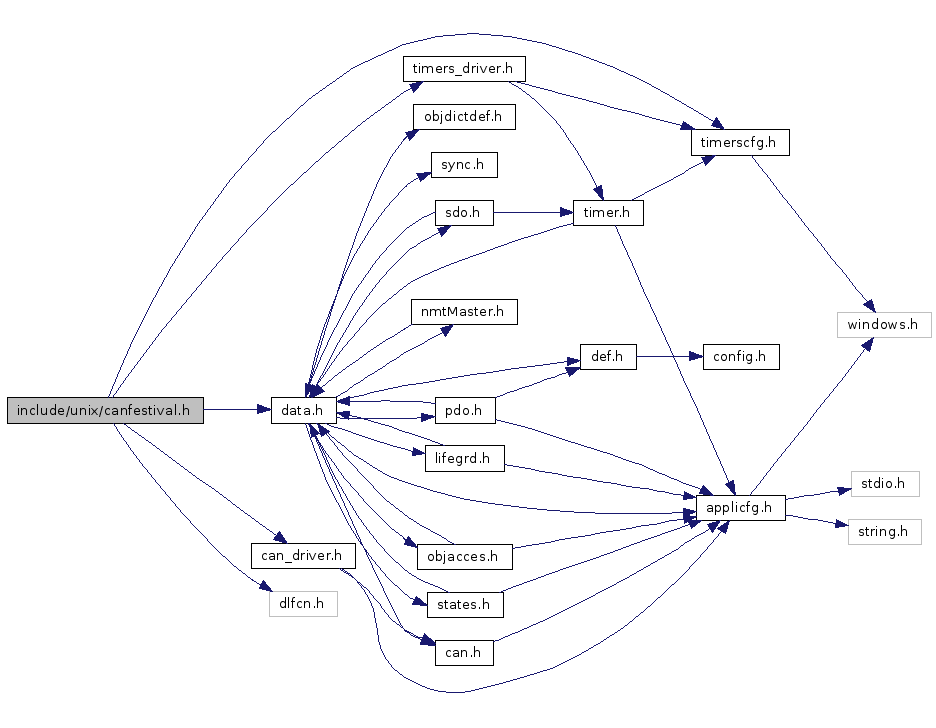 timers_driver.h
objdictdef.h
timerscfg.h
sync.h
sdo.h
timer.h
nmtMaster.h
windows.h
def.h
config.h
include/unix/canfestival.h
data.h
pdo.h
lifegrd.h
stdio.h
applicfg.h
string.h
can_driver.h
objacces.h
dlfcn.h
states.h
can.h